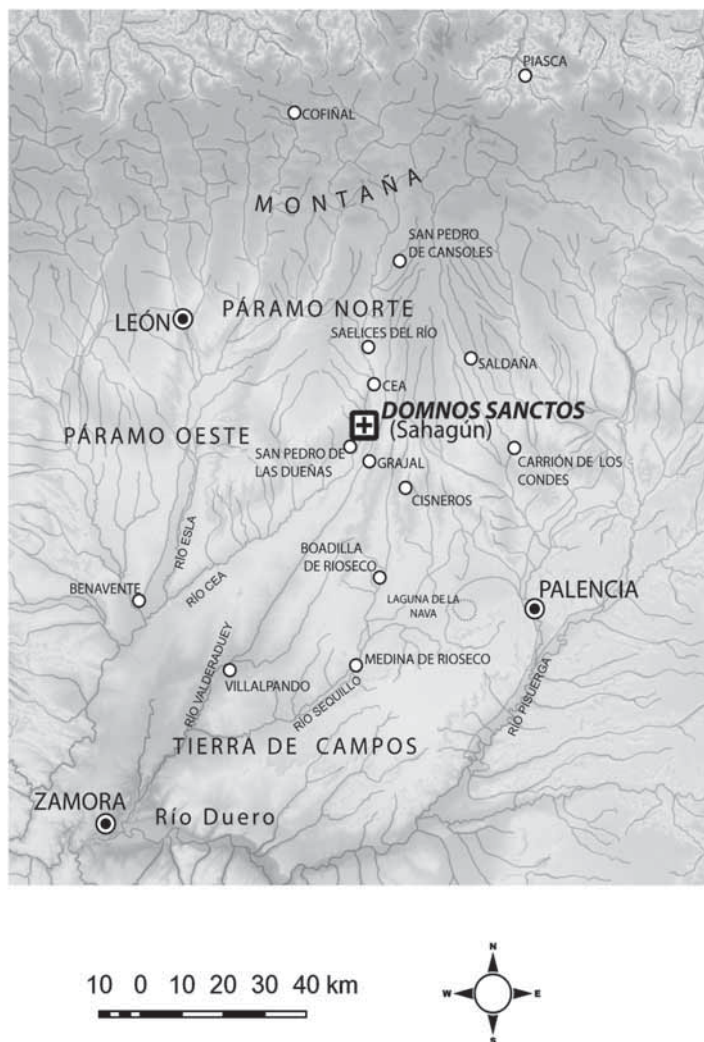 PIASCA
COFIÑAL
MONTAÑA
SAN PEDRO
DE CANSOLES
LEÓN
PÁRAMO NORTE
SAELICES DEL RÍO
SALDAÑA
CEA
DOMNOS SANCTOS
(Sahagún)
PÁRAMO OESTE
SAN PEDRO DE
LAS DUEÑAS
GRAJAL
CARRIÓN DE LOS
CONDES
CISNEROS
RÍO ESLA
BOADILLA
DE RIOSECO
RÍO CEA
BENAVENTE
LAGUNA DE LA
NAVA
PALENCIA
RÍO VALDERADUEY
MEDINA DE RIOSECO
VILLALPANDO
RÍO SEQUILLO
RÍO PISUERGA
TIERRA DE CAMPOS
ZAMORA
Río Duero
N
W E
S
10 0 10 20 30 40 km